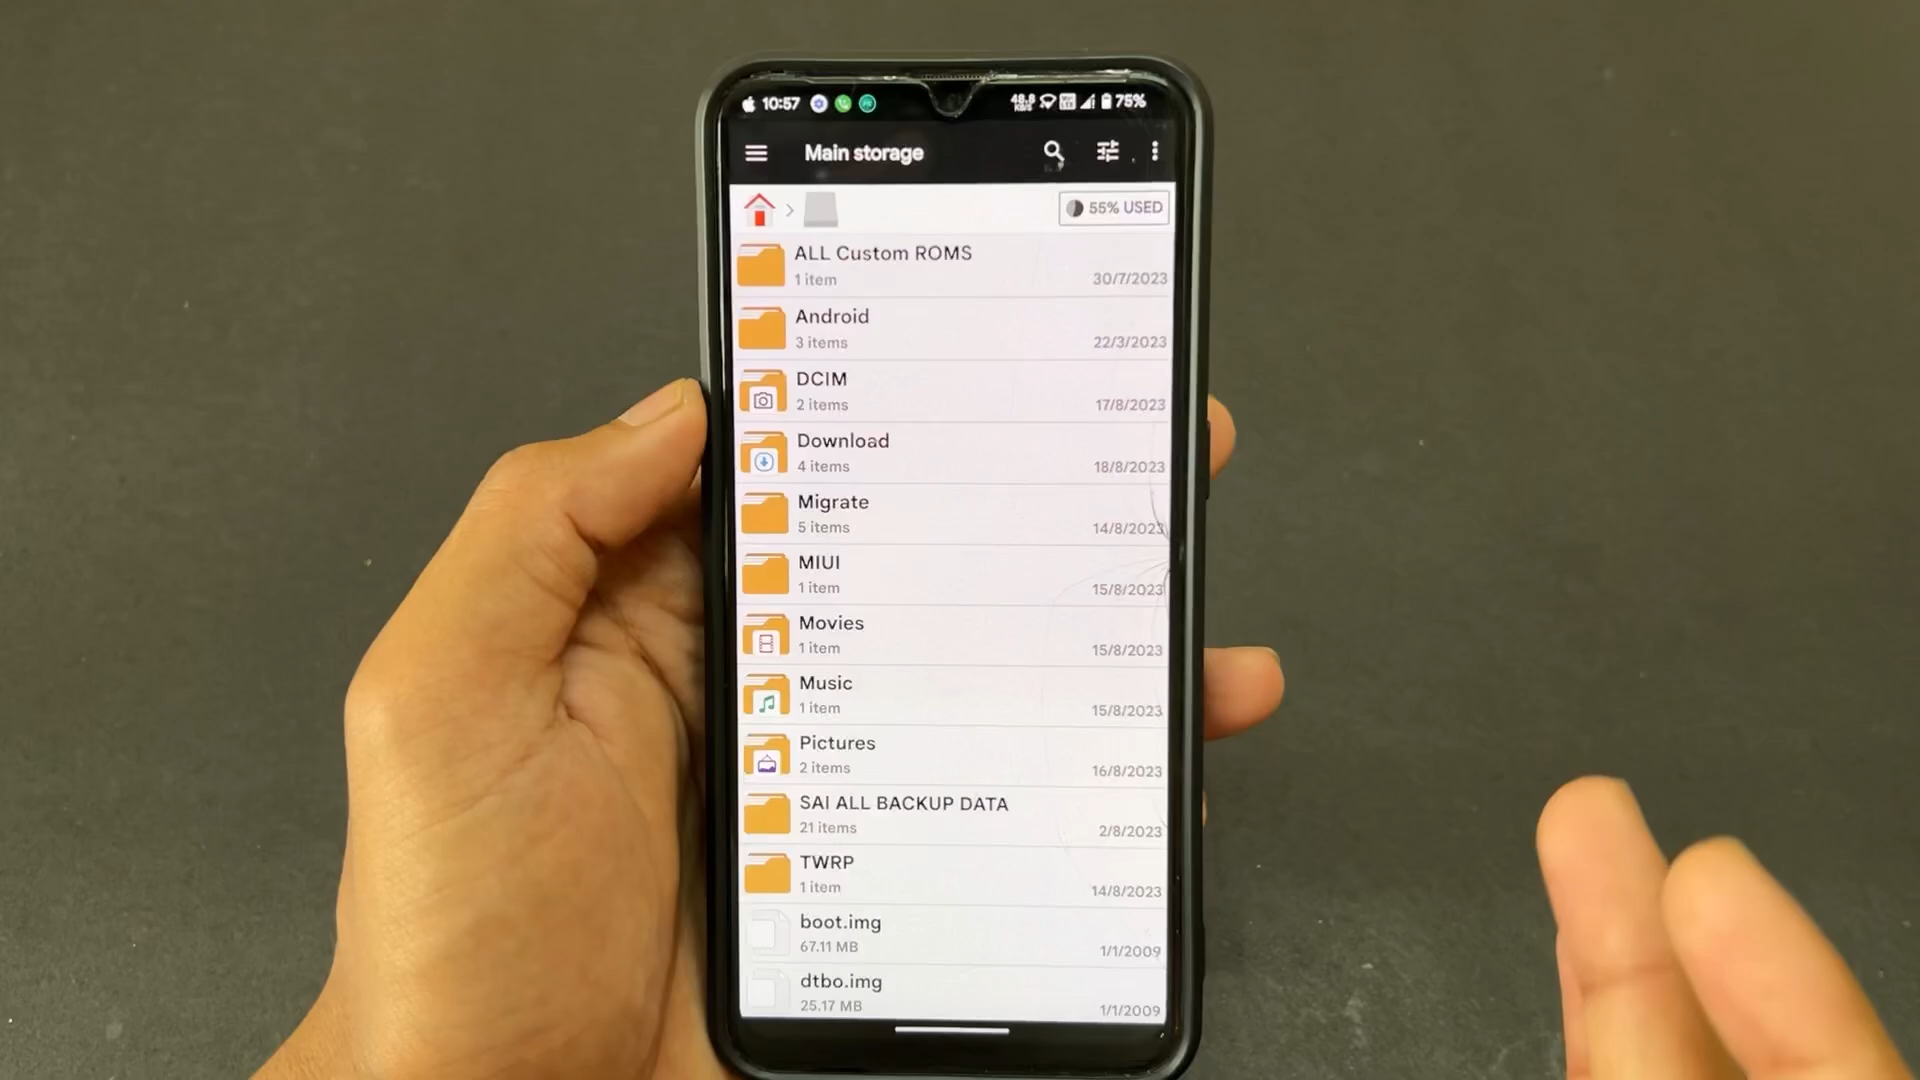 10:57 48.8 KB/S 75%
Main storage
55% USED
ALL Custom ROMS
1 item 30/7/2023
Android
3 items 22/3/2023
DCIM
2 items 17/8/2023
Download
4 items 18/8/2023
Migrate
5 items 14/8/2023
MIUI
1 item 15/8/2023
Movies
1 item 15/8/2023
Music
1 item 15/8/2023
Pictures
2 items 16/8/2023
SAI ALL BACKUP DATA
21 items 2/8/2023
TWRP
1 item 14/8/2023
boot.img
67.11 MB 1/1/2009
dtbo.img
25.17 MB 1/1/2009